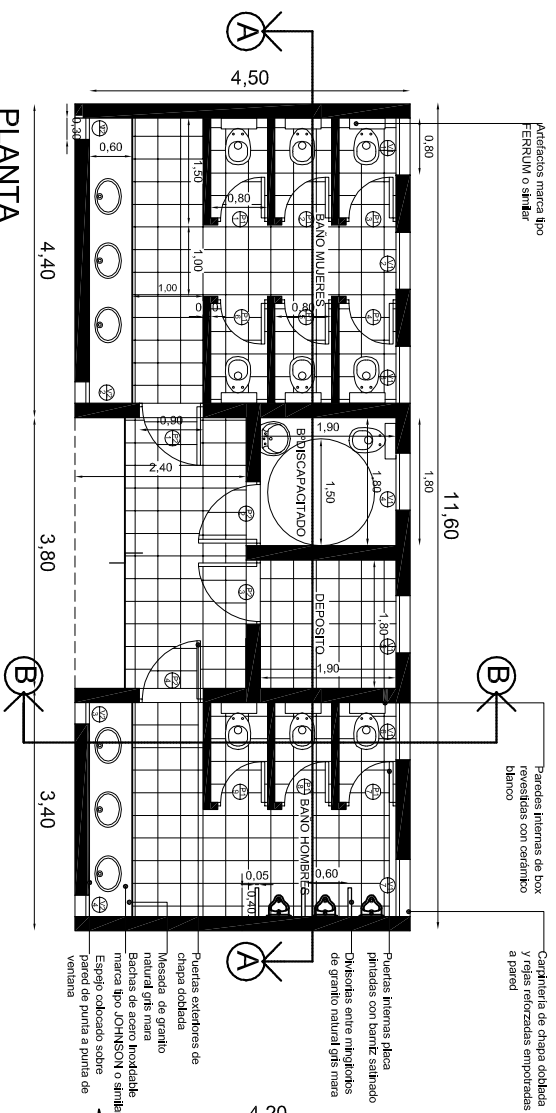 Artefactos marca tipo
FERRUM o similar
Paredes internas de box
revestidas con cerámico
blanco
Carpintería de chapa doblada
y rejas reforzadas empotradas
a pared
11,60
0,80
1,80
4,50
A
B
B
A
BAÑO MUJERES
1,50
0,80
1,00
1,00
0,80
0,60
0,30
0,90
2,40
BºDISCAPACITADO
1,90
1,80
1,50
DEPOSITO
1,80
1,90
BAÑO HOMBRES
0,05
0,60
0,40
4,40
3,80
3,40
Puertas internas placa
pintadas con barniz satinado
Divisorias entre mingitorios
de granito natural gris mara
Puertas exteriores de
chapa doblada
Mesada de granito
natural gris mara
Bachas de acero inoxidable
marca tipo JOHNSON o simila
Espejo colocado sobre
pared de punta a punta de
ventana
4,20
PLANTA